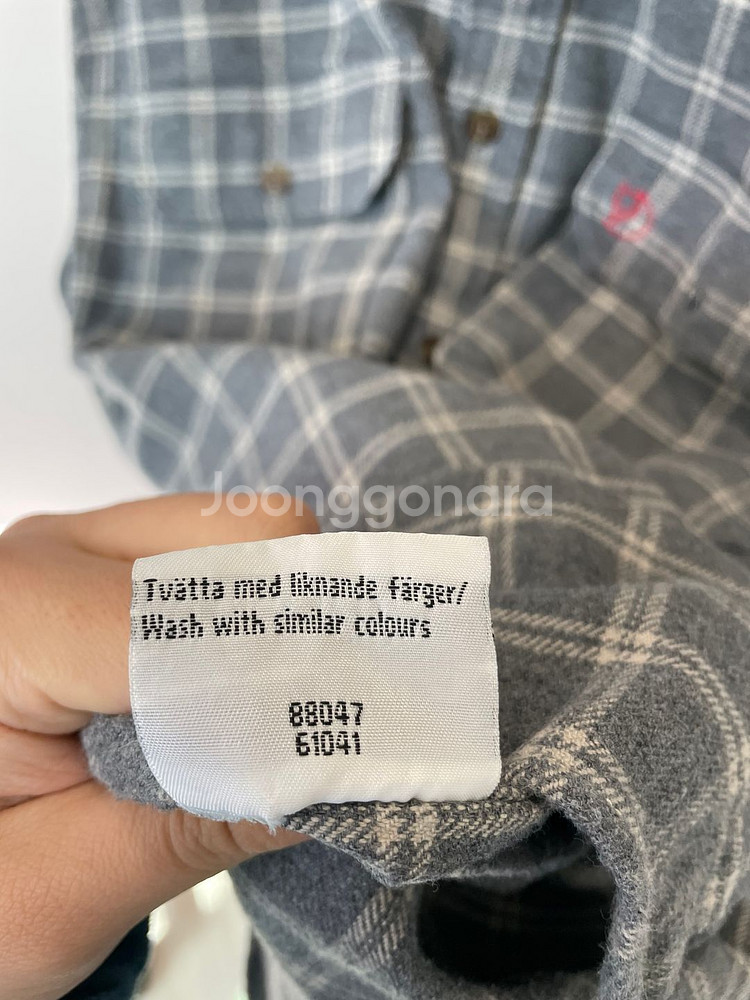 Joonggonara
Tvätta med liknande färger/
Wash with similar colours
88047
61041